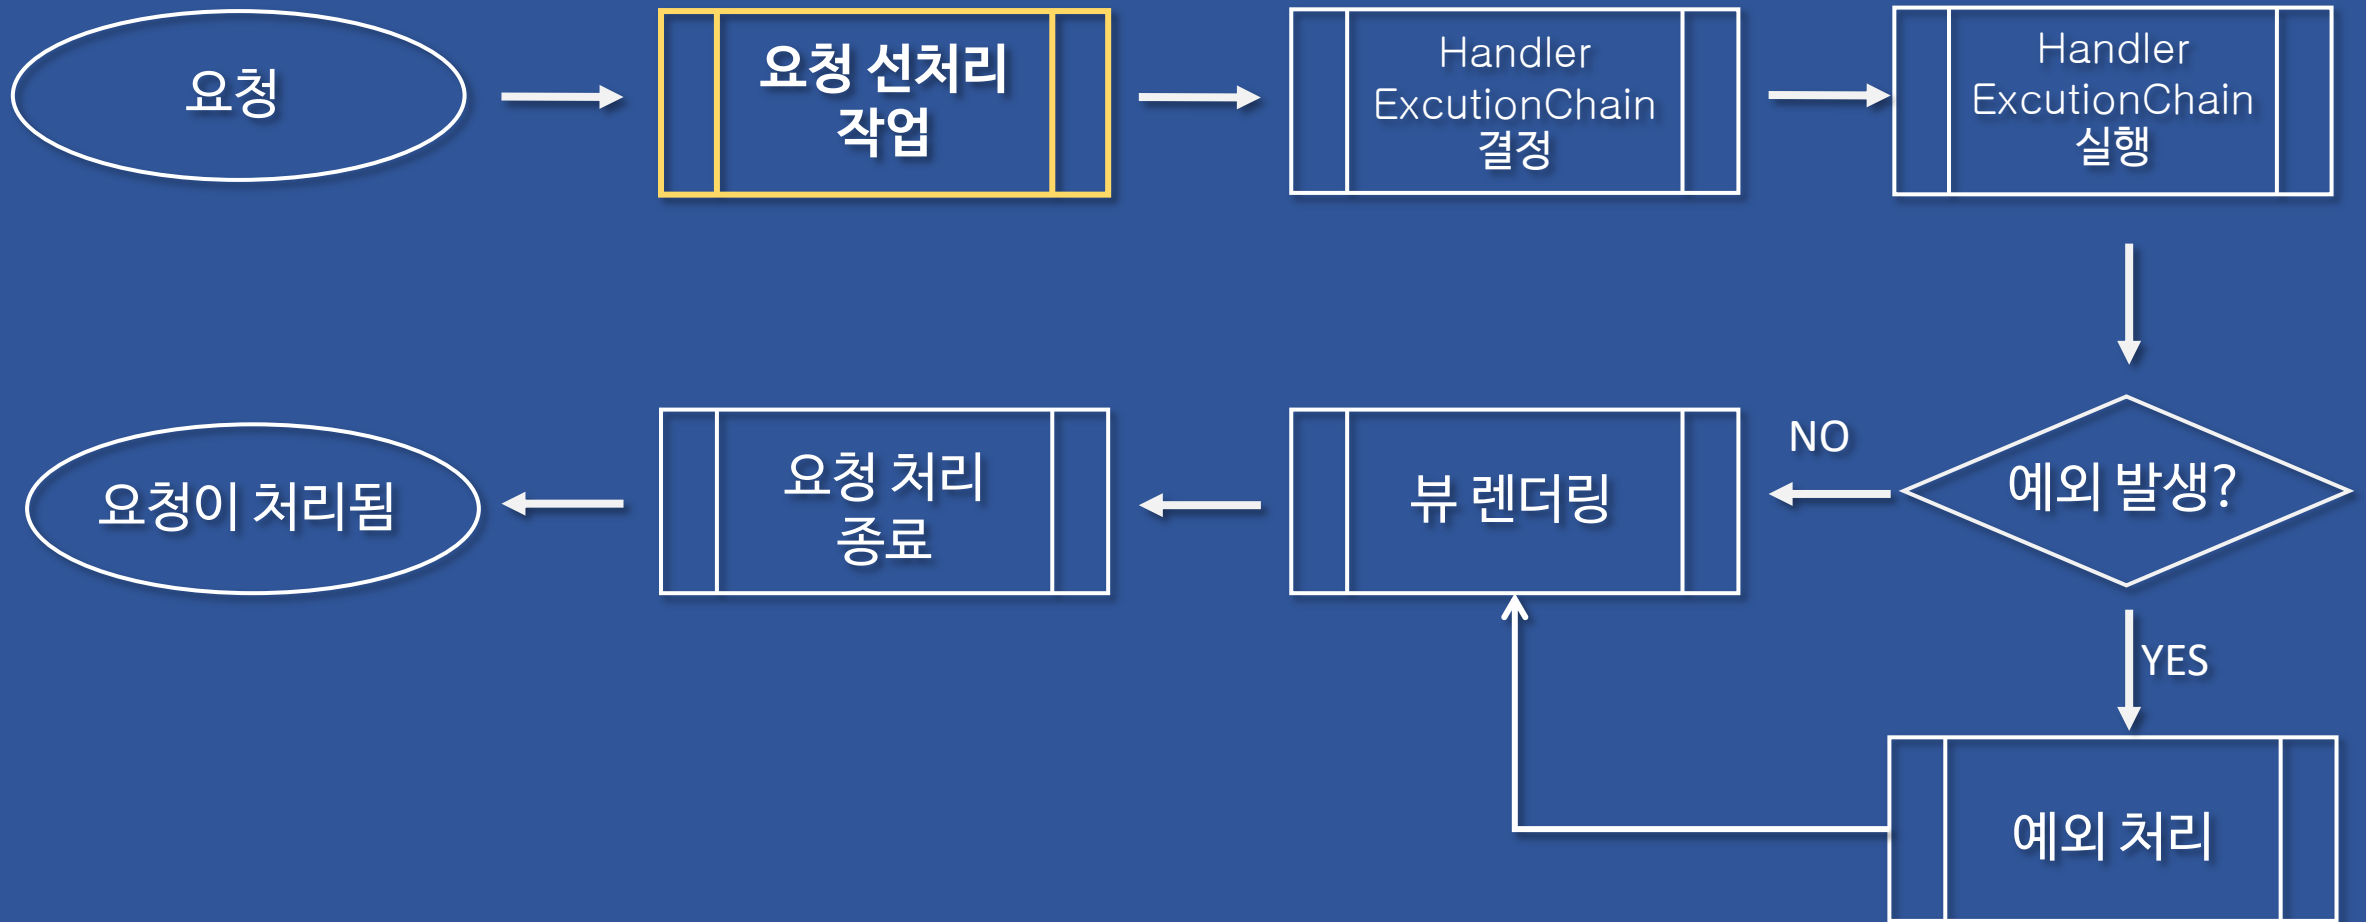 요청
요청 선처리
작업
Handler
ExcutionChain
결정
Handler
ExcutionChain
실행
예외 발생?
NO
뷰 렌더링
요청 처리
종료
요청이 처리됨
YES
예외 처리